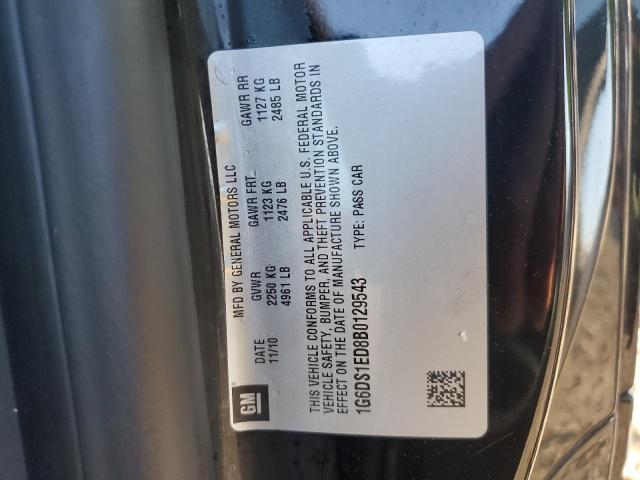 GM
MFD BY GENERAL MOTORS LLC
DATE GVWR GAWR FRT GAWR RR
11/10 2250 KG 1123 KG 1127 KG
4961 LB 2476 LB 2485 LB
THIS VEHICLE CONFORMS TO ALL APPLICABLE U.S. FEDERAL MOTOR
VEHICLE SAFETY, BUMPER, AND THEFT PREVENTION STANDARDS IN
EFFECT ON THE DATE OF MANUFACTURE SHOWN ABOVE.
1G6DS1ED8B0129543 TYPE: PASS CAR